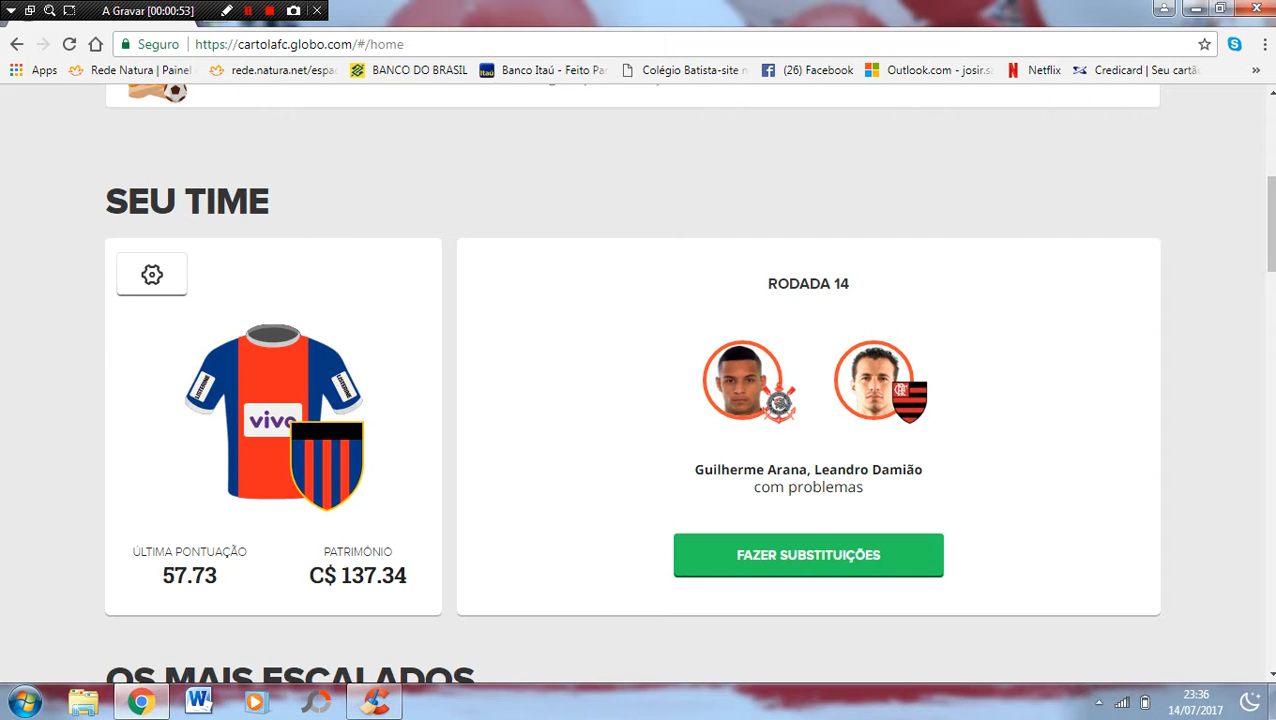 A Gravar [00:00:53]
Seguro
https://cartolafc.globo.com/#/home
Apps
Rede Natura | Painel
rede.natura.net/espa
BANCO DO BRASIL
Banco Itaú - Feito Pa
Colégio Batista-site n
(26) Facebook
Outlook.com - josir.s
Netflix
Credicard | Seu cartã
»
SEU TIME
vivo
ÚLTIMA PONTUAÇÃO
57.73
PATRIMÔNIO
C$ 137.34
RODADA 14
Guilherme Arana, Leandro Damião
com problemas
FAZER SUBSTITUIÇÕES
OS MAIS ESCALADOS
23:36
14/07/2017